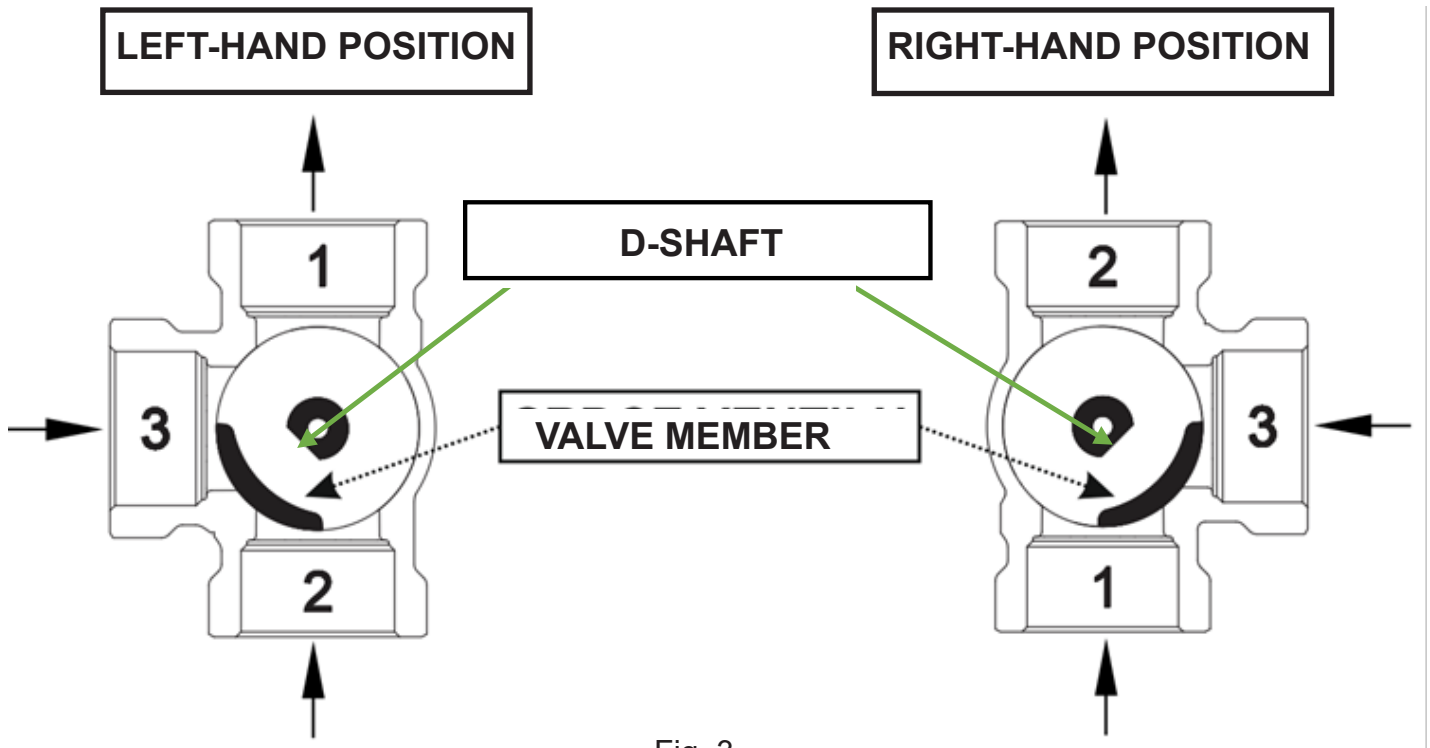 LEFT-HAND POSITION
RIGHT-HAND POSITION
1
2
D-SHAFT
3
VALVE MEMBER
3
2
1